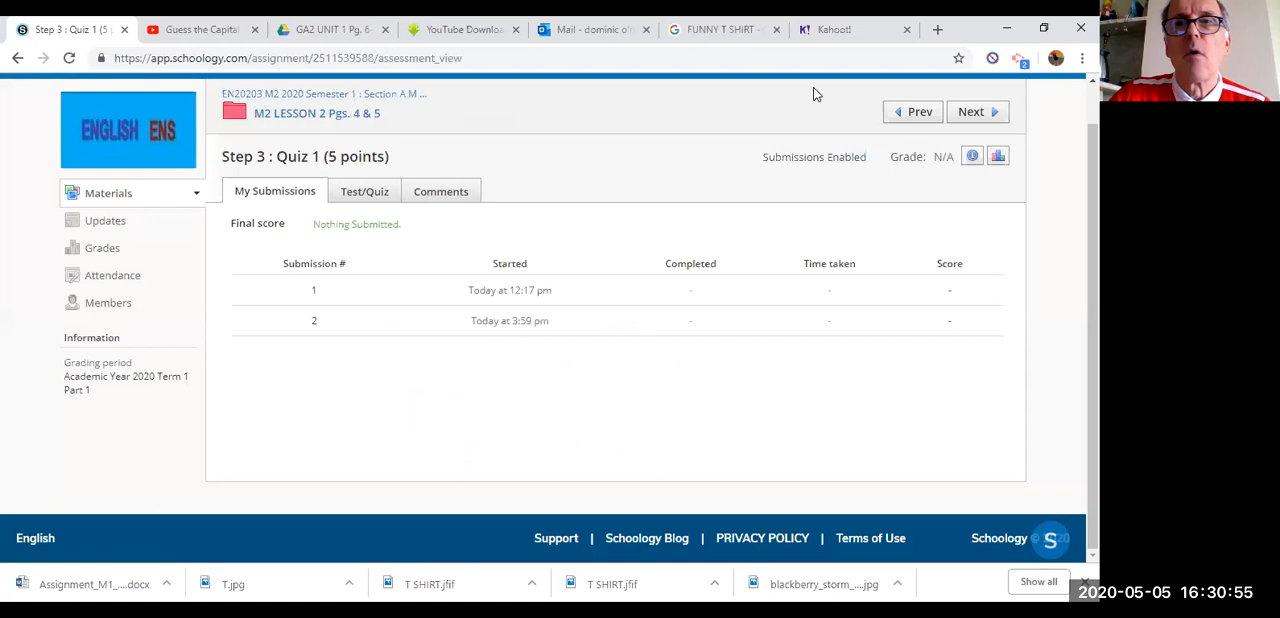 Step 3 : Quiz 1 (5 p
Guess the Capital
GA2 UNIT 1 Pg. 6-
YouTube Downloa
Mail - dominic o'
FUNNY T SHIRT -
Kahoot!
https://app.schoology.com/assignment/2511539588/assessment_view
2
ENGLISH ENS
EN20203 M2 2020 Semester 1 : Section A M ...
M2 LESSON 2 Pgs. 4 & 5
Prev
Next
Step 3 : Quiz 1 (5 points)
Submissions Enabled
Grade: N/A
Materials
My Submissions
Test/Quiz
Comments
Updates
Final score
Nothing Submitted.
Grades
Submission #
Started
Completed
Time taken
Score
Attendance
1
Today at 12:17 pm
-
-
-
Members
2
Today at 3:59 pm
-
-
-
Information
Grading period
Academic Year 2020 Term 1
Part 1
English
Support | Schoology Blog | PRIVACY POLICY | Terms of Use
Schoology ©
S
Assignment_M1_....docx
T.jpg
T SHIRT.jfif
T SHIRT.jfif
blackberry_storm_....jpg
Show all
2020-05-05 16:30:55